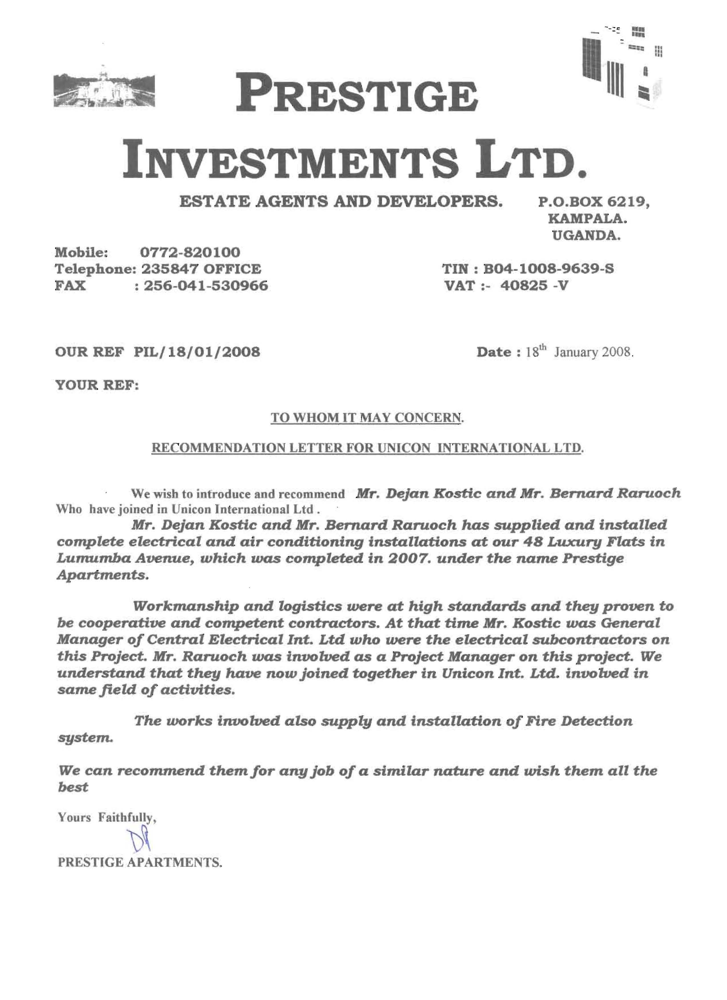 PRESTIGE
INVESTMENTS LTD.
ESTATE AGENTS AND DEVELOPERS. P.O.BOX 6219,
KAMPALA.
UGANDA.
Mobile: 0772-820100
Telephone: 235847 OFFICE TIN : B04-1008-9639-S
FAX : 256-041-530966 VAT :- 40825 -V
OUR REF PIL/18/01/2008 Date : 18th January 2008.
YOUR REF:
TO WHOM IT MAY CONCERN.
RECOMMENDATION LETTER FOR UNICON INTERNATIONAL LTD.
We wish to introduce and recommend Mr. Dejan Kostic and Mr. Bernard Raruoch
Who have joined in Unicon International Ltd .
Mr. Dejan Kostic and Mr. Bernard Raruoch has supplied and installed
complete electrical and air conditioning installations at our 48 Luxury Flats in
Lumumba Avenue, which was completed in 2007. under the name Prestige
Apartments.
Workmanship and logistics were at high standards and they proven to
be cooperative and competent contractors. At that time Mr. Kostic was General
Manager of Central Electrical Int. Ltd who were the electrical subcontractors on
this Project. Mr. Raruoch was involved as a Project Manager on this project. We
understand that they have now joined together in Unicon Int. Ltd. involved in
same field of activities.
The works involved also supply and installation of Fire Detection
system.
We can recommend them for any job of a similar nature and wish them all the
best
Yours Faithfully,
PRESTIGE APARTMENTS.